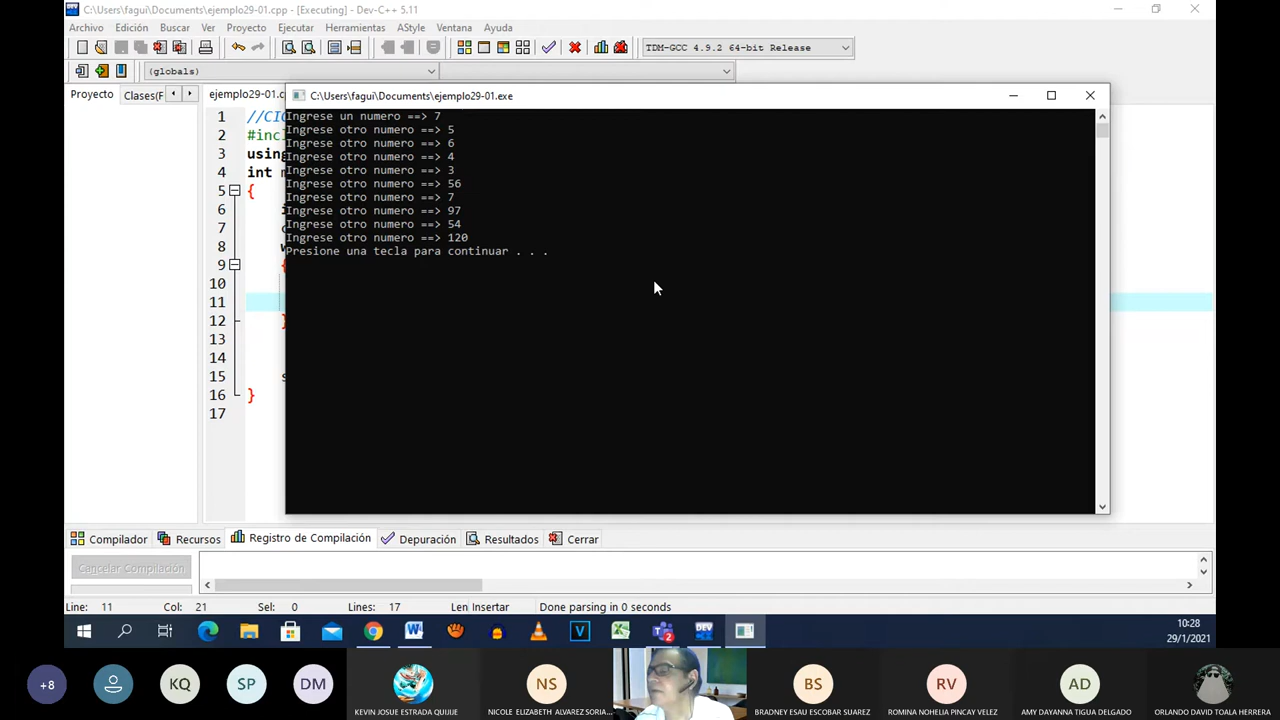 C:\Users\fagui\Documents\ejemplo29-01.cpp - [Executing] - Dev-C++ 5.11
Archivo Edición Buscar Ver Proyecto Ejecutar Herramientas AStyle Ventana Ayuda
TDM-GCC 4.9.2 64-bit Release
(globals)
Proyecto Clases(F ejemplo29-01.c
C:\Users\fagui\Documents\ejemplo29-01.exe
1 //CI
2 #inc
3 using
4 int
5 {
6
7
8
9 {
10
11
12 }
13
14
15 s
16 }
17
Ingrese un numero ==> 7
Ingrese otro numero ==> 5
Ingrese otro numero ==> 6
Ingrese otro numero ==> 4
Ingrese otro numero ==> 3
Ingrese otro numero ==> 56
Ingrese otro numero ==> 7
Ingrese otro numero ==> 97
Ingrese otro numero ==> 54
Ingrese otro numero ==> 120
Presione una tecla para continuar . . .
Compilador Recursos Registro de Compilación Depuración Resultados Cerrar
Cancelar Compilación
Line: 11 Col: 21 Sel: 0 Lines: 17 Len Insertar Done parsing in 0 seconds
10:28
29/1/2021
+8 KQ SP DM NS BS RV AD
KEVIN JOSUE ESTRADA QUIJIJE NICOLE ELIZABETH ALVAREZ SORIA... BRADNEY ESAU ESCOBAR SUAREZ ROMINA NOHELIA PINCAY VELEZ AMY DAYANNA TIGUA DELGADO ORLANDO DAVID TOALA HERRERA